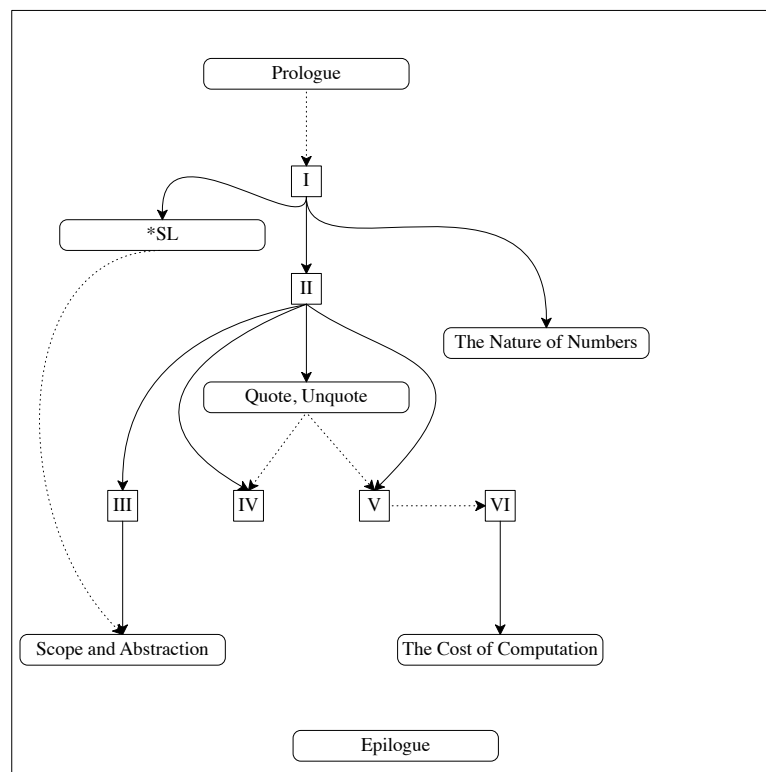 Prologue
I
*SL
II
The Nature of Numbers
Quote, Unquote
III
IV
V
VI
Scope and Abstraction
The Cost of Computation
Epilogue